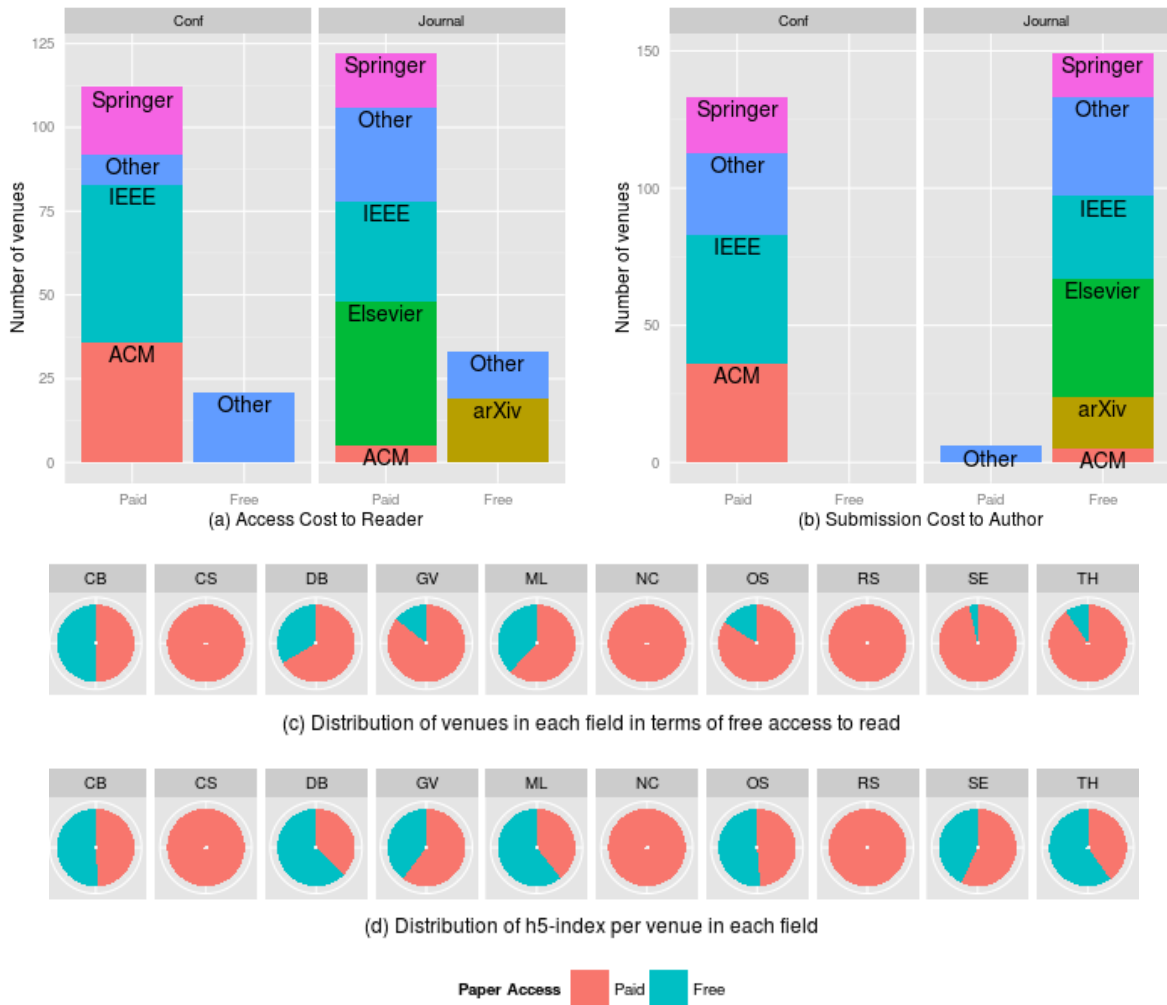 Conf Journal
Number of venues
125
100
75
50
25
0
Springer
Other
IEEE
ACM
Other
Springer
Other
IEEE
Elsevier
ACM
Other
arXiv
Paid Free Paid Free
(a) Access Cost to Reader
Conf Journal
Number of venues
150
100
50
0
Springer
Other
IEEE
ACM
Other
Springer
Other
IEEE
Elsevier
arXiv
ACM
Paid Free Paid Free
(b) Submission Cost to Author
CB CS DB GV ML NC OS RS SE TH
(c) Distribution of venues in each field in terms of free access to read
CB CS DB GV ML NC OS RS SE TH
(d) Distribution of h5-index per venue in each field
Paper Access Paid Free